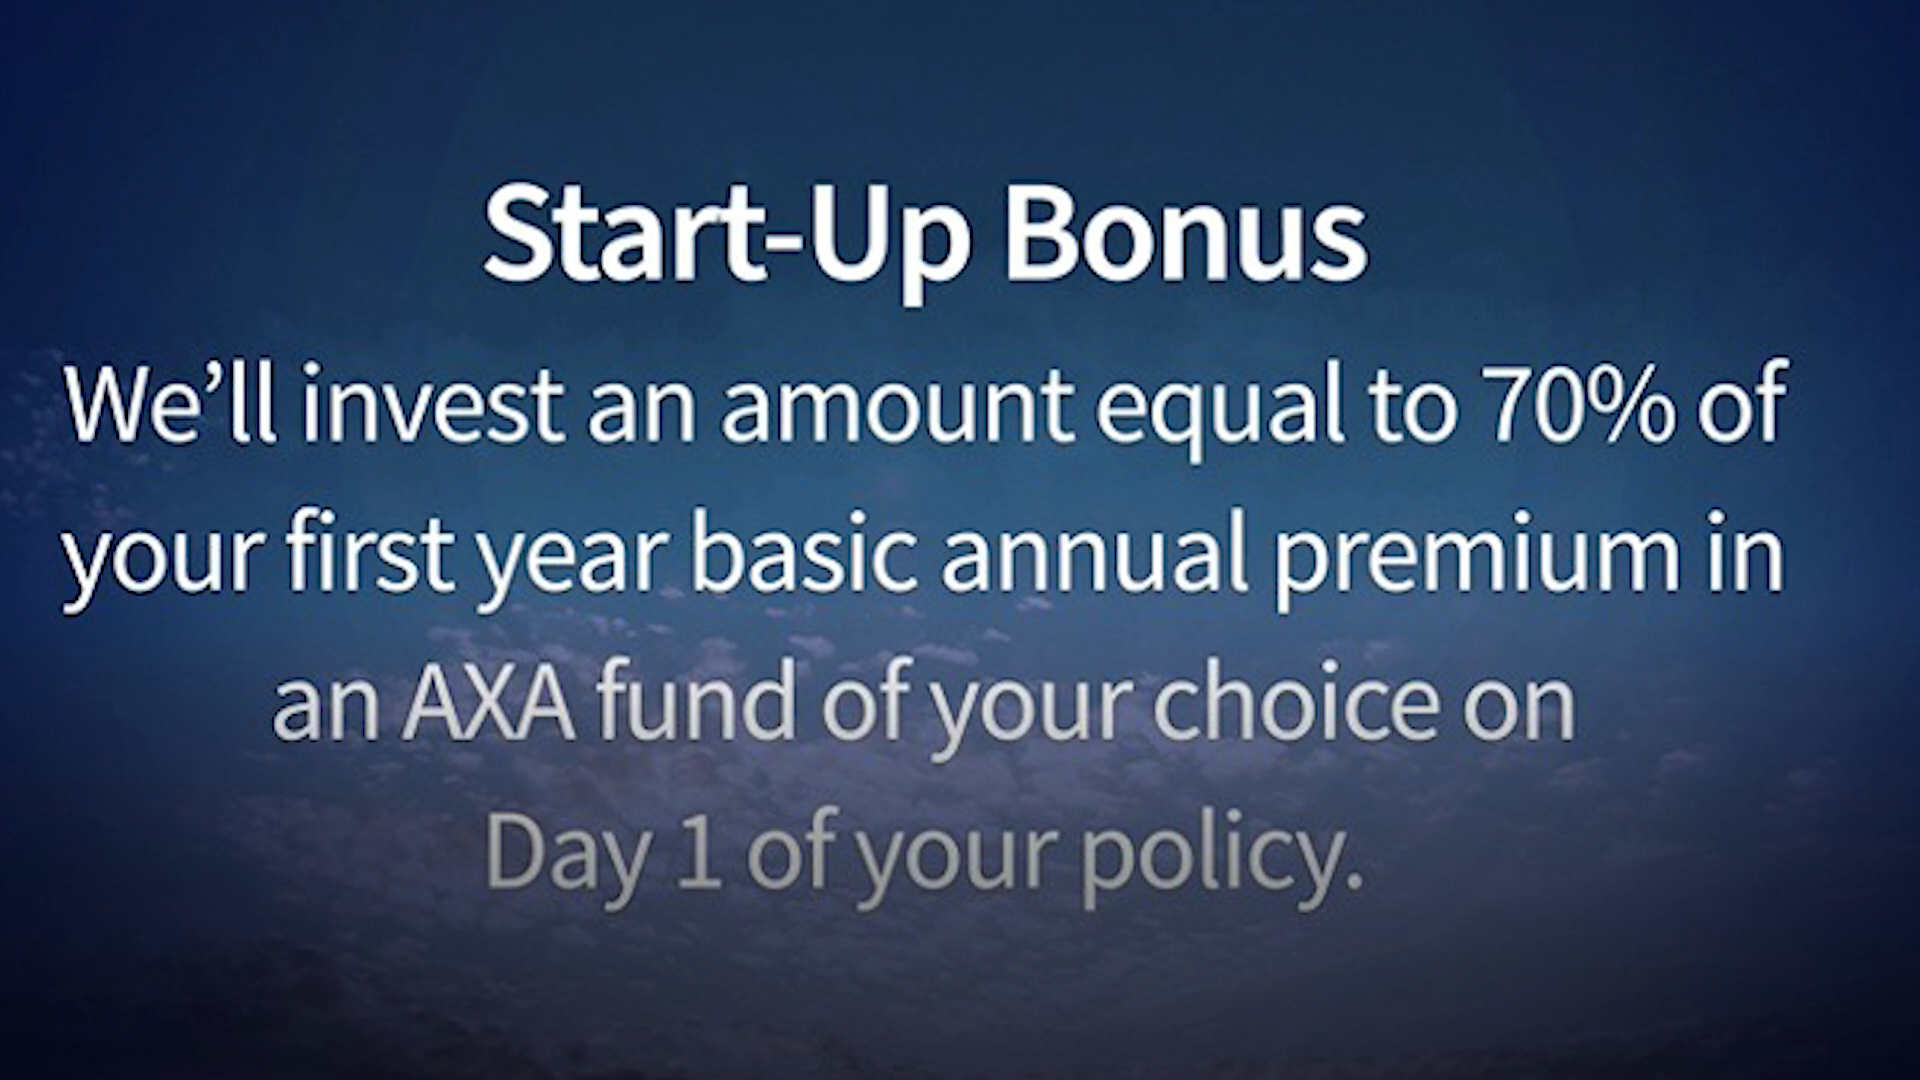 Start-Up Bonus
We’ll invest an amount equal to 70% of
your first year basic annual premium in
an AXA fund of your choice on
Day 1 of your policy.